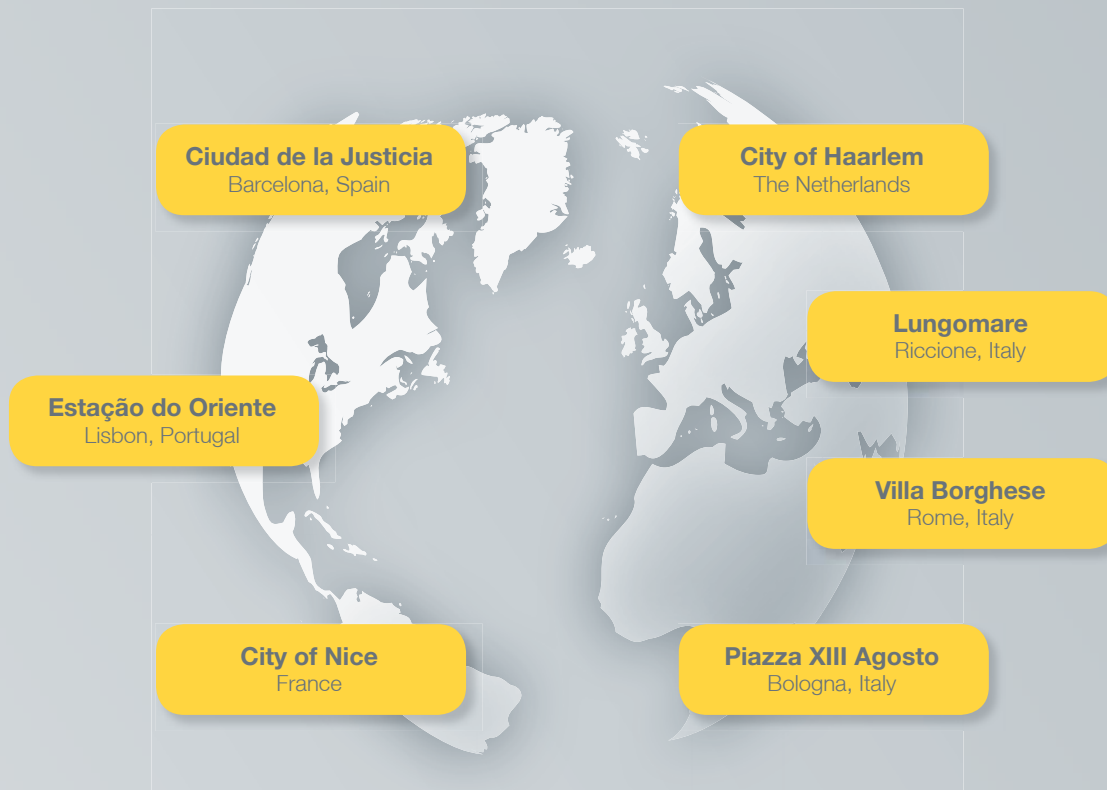 Ciudad de la Justicia
Barcelona, Spain
City of Haarlem
The Netherlands
Lungomare
Riccione, Italy
Estação do Oriente
Lisbon, Portugal
Villa Borghese
Rome, Italy
City of Nice
France
Piazza XIII Agosto
Bologna, Italy